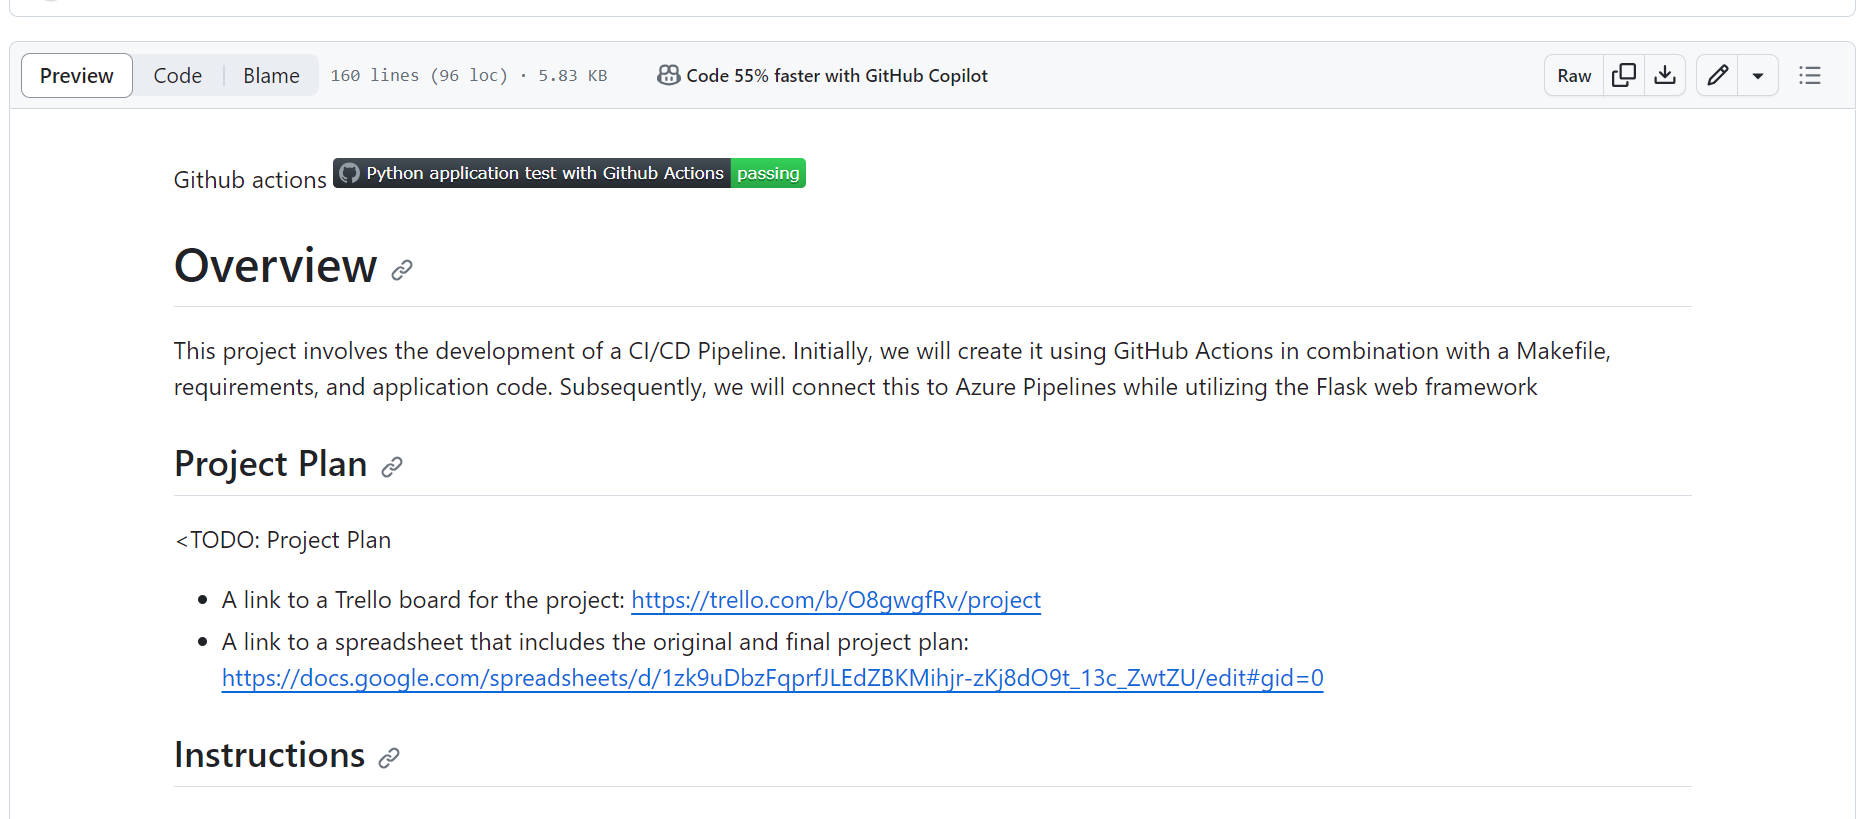 Preview Code Blame 160 lines (96 loc) · 5.83 KB Code 55% faster with GitHub Copilot Raw
Github actions Python application test with Github Actions passing
Overview
This project involves the development of a CI/CD Pipeline. Initially, we will create it using GitHub Actions in combination with a Makefile,
requirements, and application code. Subsequently, we will connect this to Azure Pipelines while utilizing the Flask web framework
Project Plan
<TODO: Project Plan
• A link to a Trello board for the project: https://trello.com/b/O8gwgfRv/project
• A link to a spreadsheet that includes the original and final project plan:
https://docs.google.com/spreadsheets/d/1zk9uDbzFqprfJLEdZBKMihjr-zKj8dO9t_13c_ZwtZU/edit#gid=0
Instructions